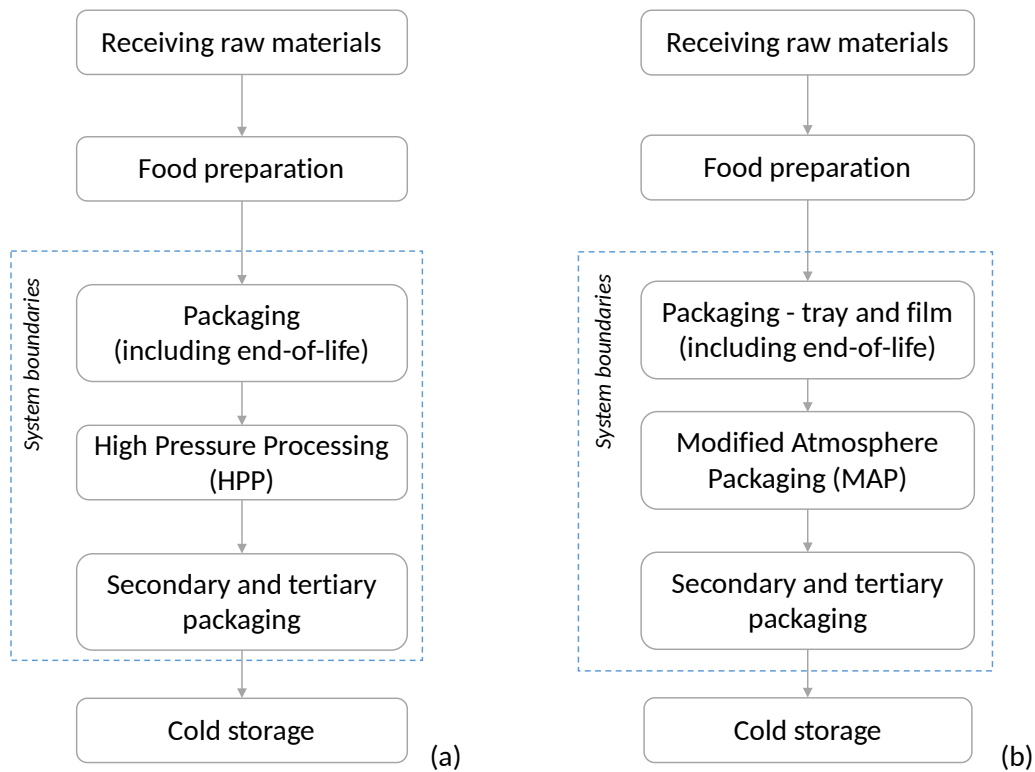 Receiving raw materials
Food preparation
System boundaries
Packaging
(including end-of-life)
High Pressure Processing
(HPP)
Secondary and tertiary
packaging
Cold storage
(a)
Receiving raw materials
Food preparation
System boundaries
Packaging - tray and film
(including end-of-life)
Modified Atmosphere
Packaging (MAP)
Secondary and tertiary
packaging
Cold storage
(b)